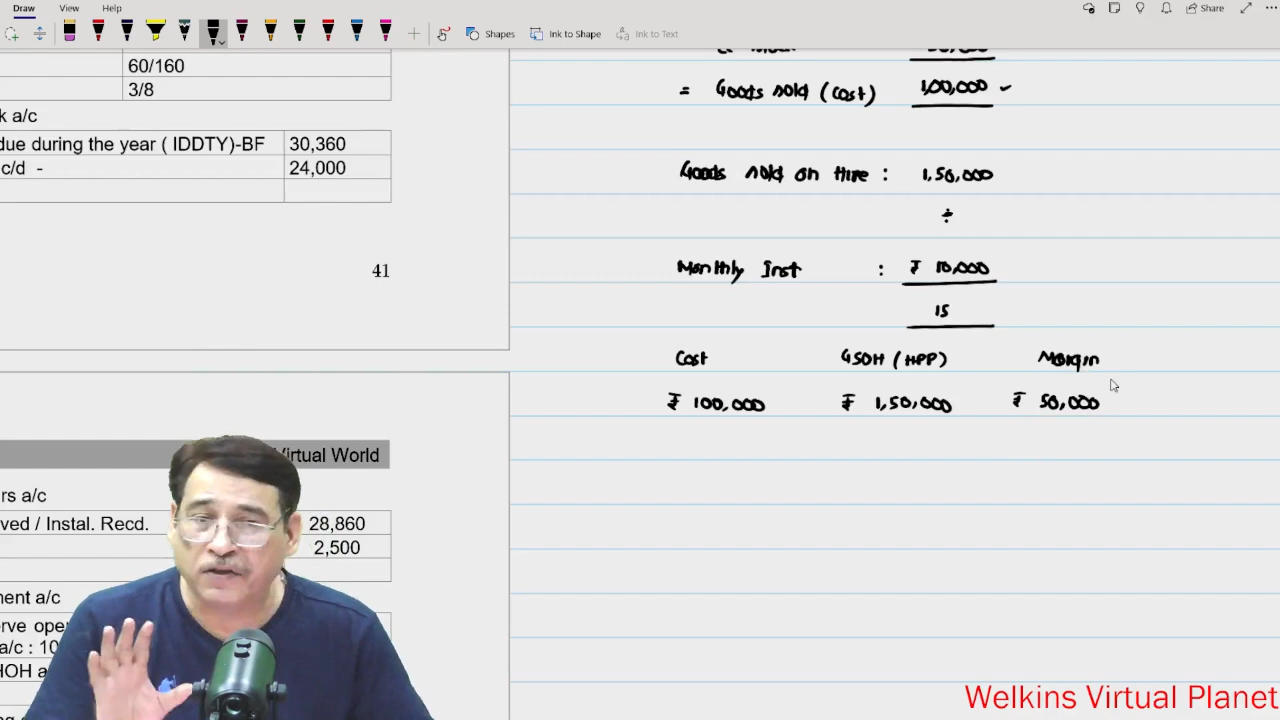 Draw View Help Share
Shapes Ink to Shape Ink to Text
60/160
3/8
k a/c
due during the year ( IDDTY)-BF 30,360
c/d - 24,000
41
Virtual World
rs a/c
ved / Instal. Recd. 28,860
2,500
ent a/c
rve ope
a/c : 10
HOH a
= Goods sold (cost) 1,00,000
Goods sold on Hire : 1,50,000
÷
Monthly Inst : ₹ 10,000
15
Cost GSOH (HPP) Margin
₹ 100,000 ₹ 1,50,000 ₹ 50,000
Welkins Virtual Planet